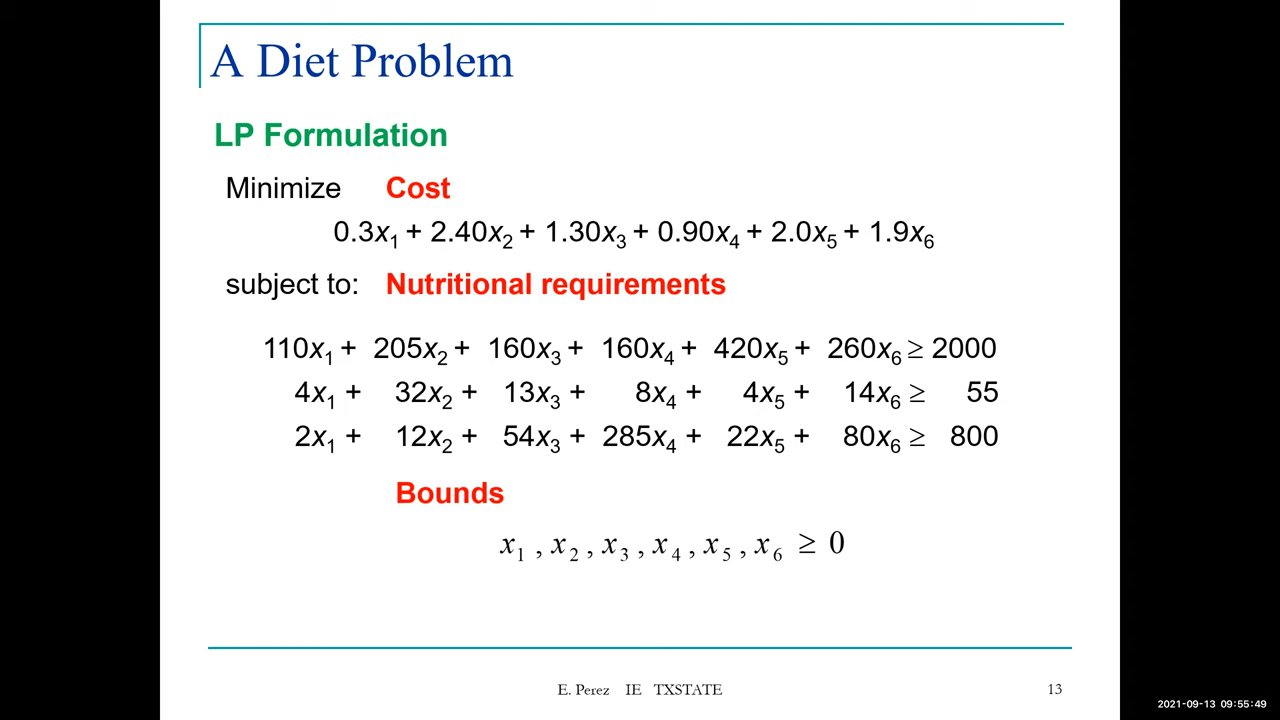 A Diet Problem
LP Formulation
Minimize Cost
0.3x₁ + 2.40x₂ + 1.30x₃ + 0.90x₄ + 2.0x₅ + 1.9x₆
subject to: Nutritional requirements
110x₁ + 205x₂ + 160x₃ + 160x₄ + 420x₅ + 260x₆ ≥ 2000
4x₁ + 32x₂ + 13x₃ + 8x₄ + 4x₅ + 14x₆ ≥ 55
2x₁ + 12x₂ + 54x₃ + 285x₄ + 22x₅ + 80x₆ ≥ 800
Bounds
x₁ , x₂ , x₃ , x₄ , x₅ , x₆ ≥ 0
E. Perez IE TXSTATE 13
2021-09-13 09:55:49